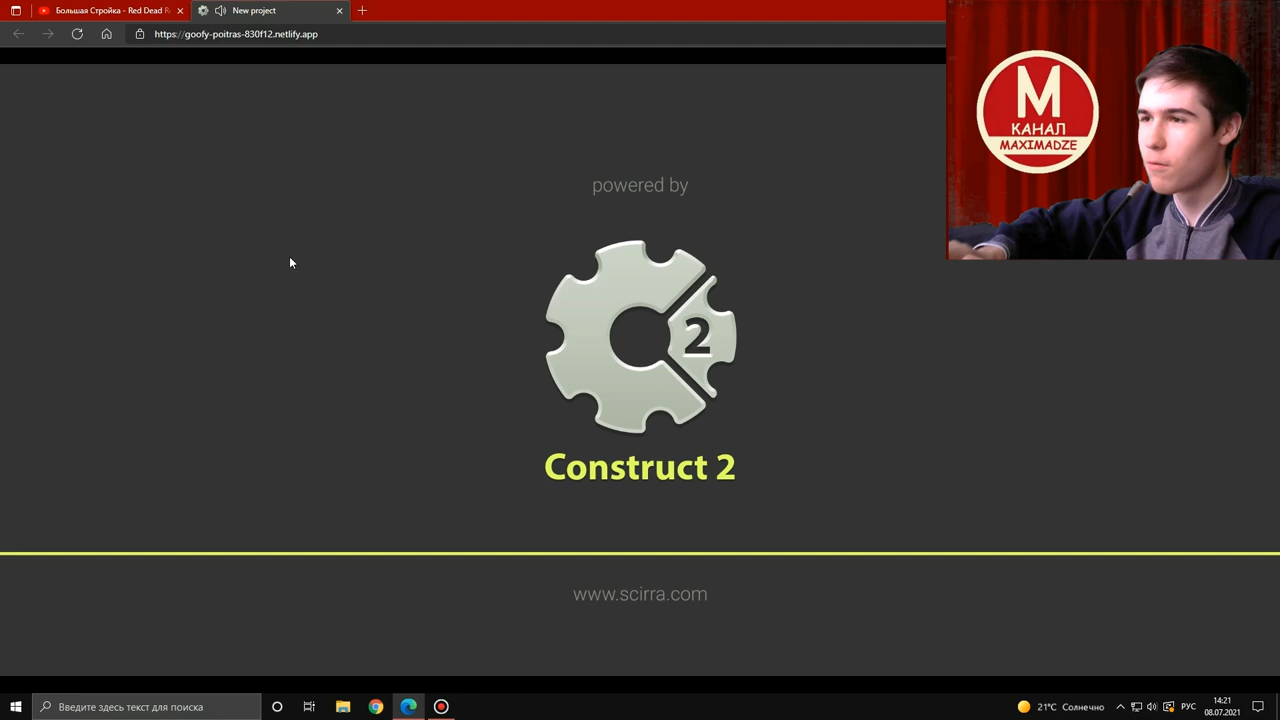 Большая Стройка - Red Dead R
New project
https://goofy-poitras-830f12.netlify.app
М
КАНАЛ
MAXIMADZE
powered by
2
Construct 2
www.scirra.com
Введите здесь текст для поиска
21°C Солнечно
РУС
14:21
08.07.2021